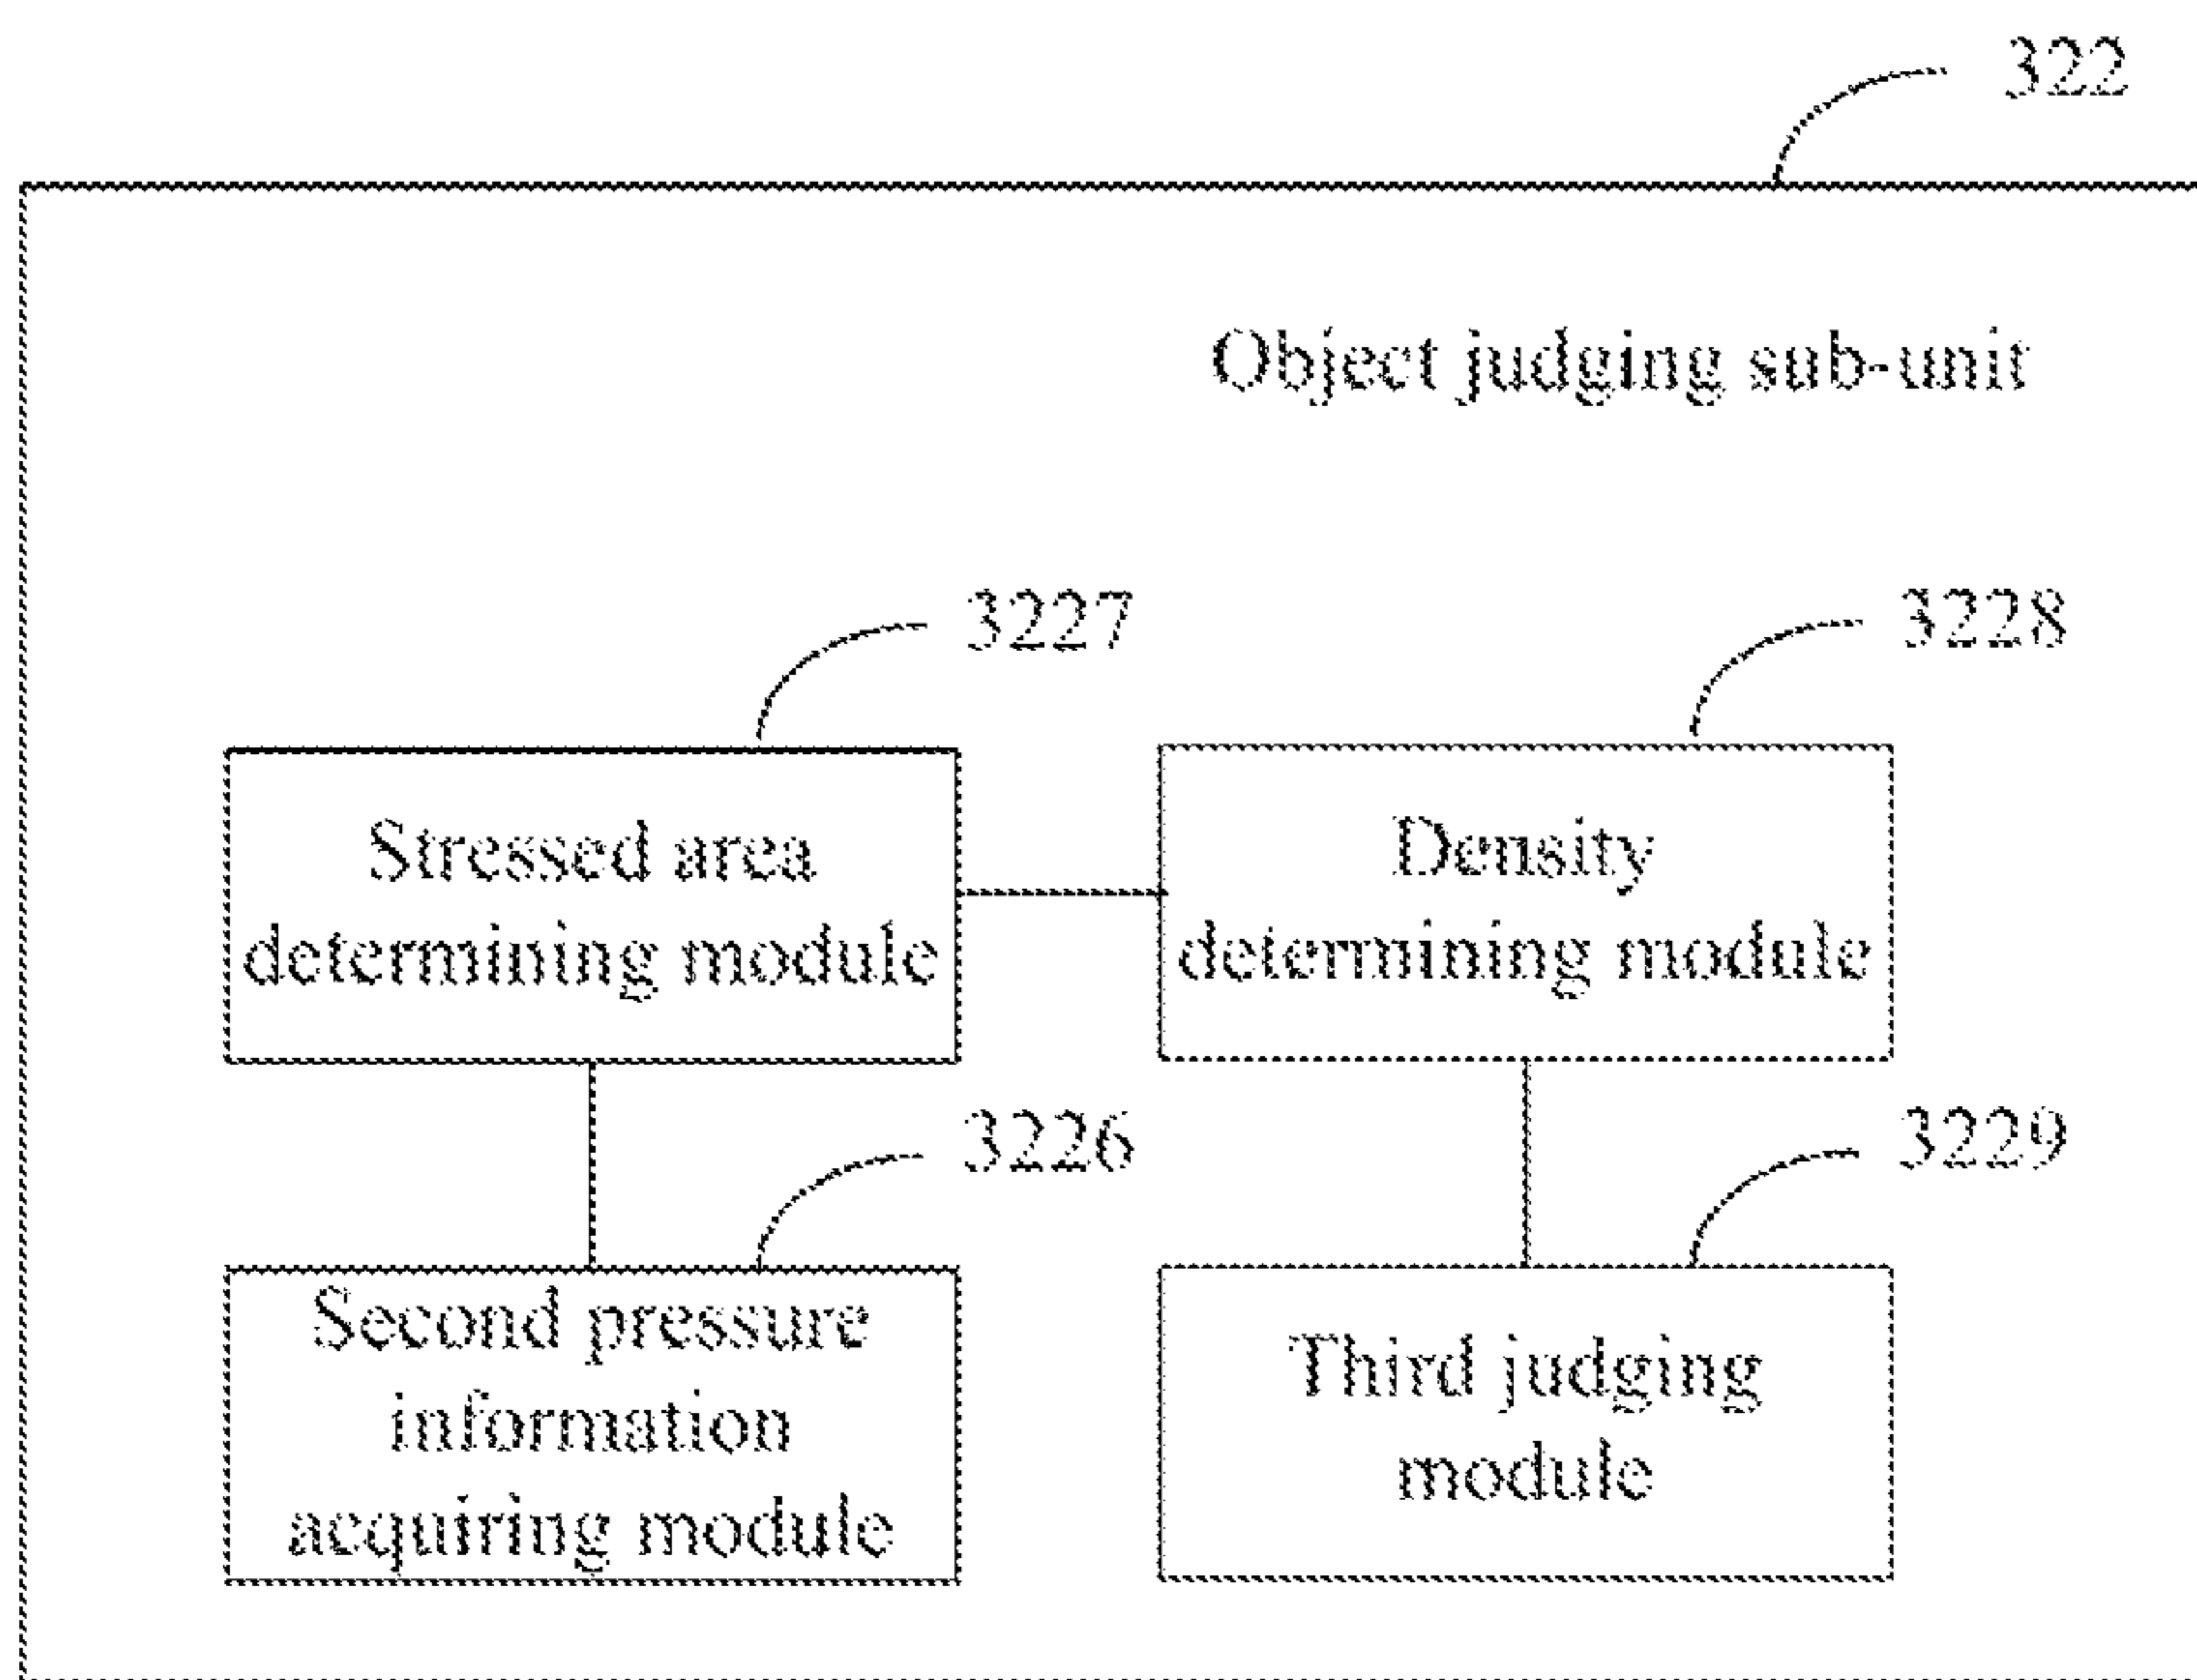 322
Object judging sub-unit
3227
3228
Stressed area
determining module
Density
determining module
3226
3229
Second pressure
information
acquiring module
Third judging
module